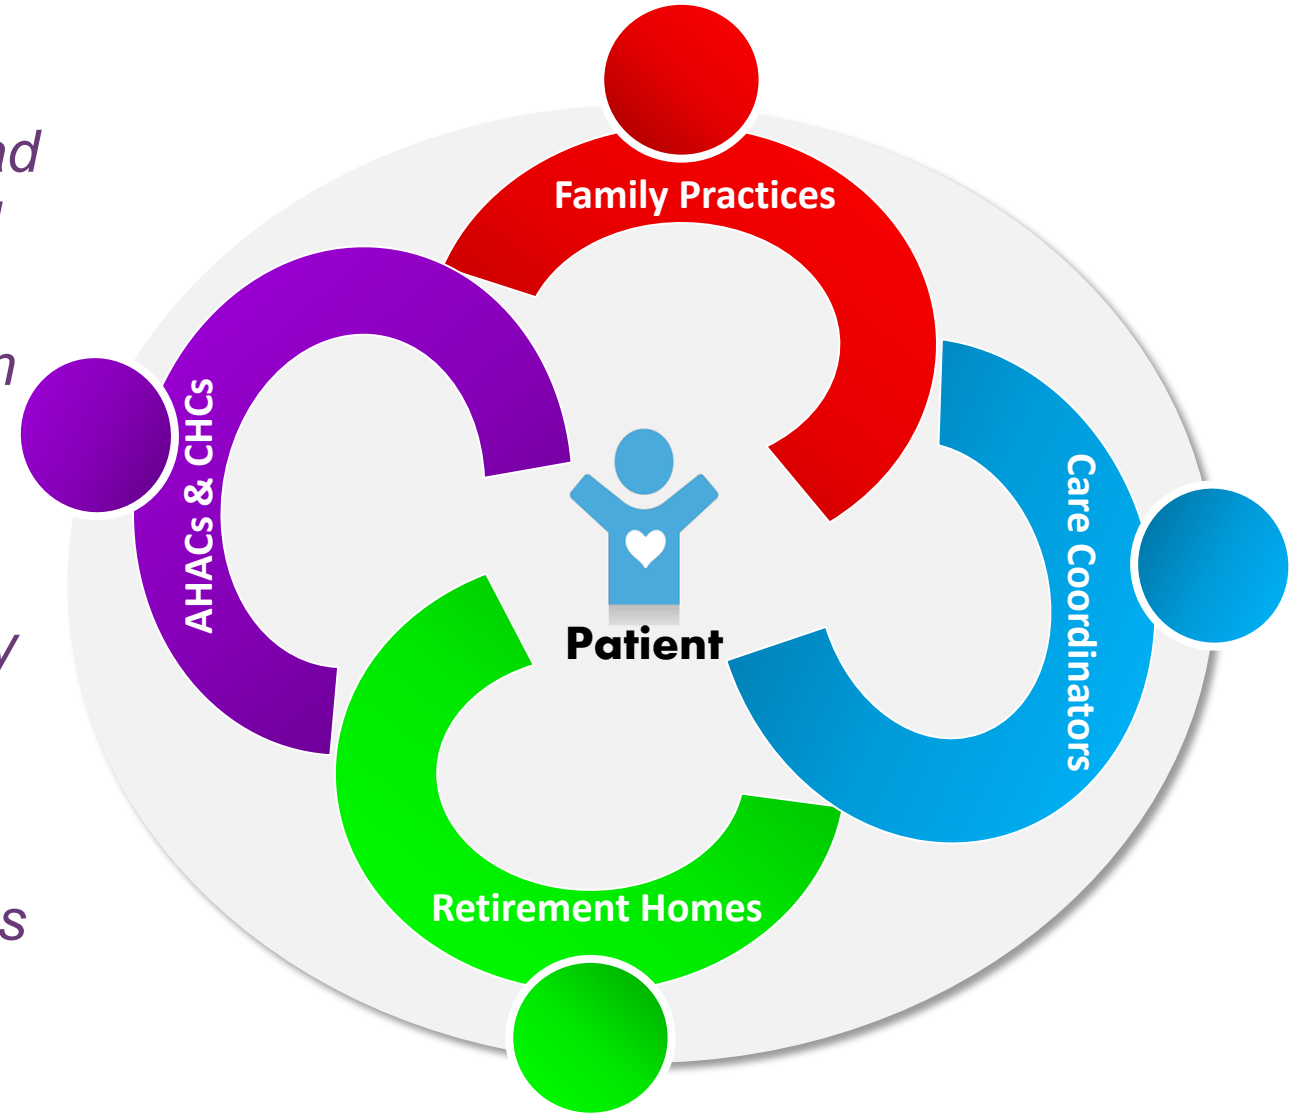 Family Practices
AHACs & CHCs
Care Coordinators
Patient
Retirement Homes